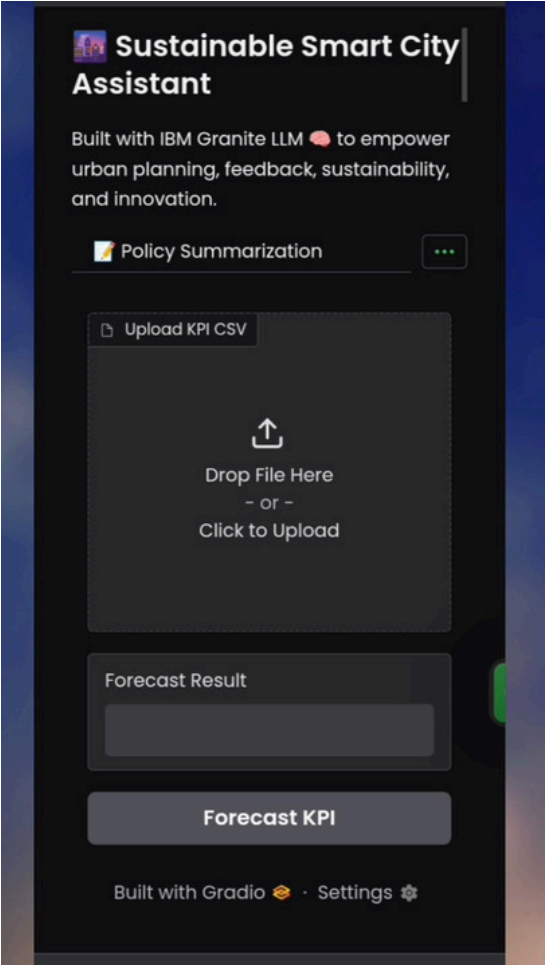 🌆 Sustainable Smart City
Assistant
Built with IBM Granite LLM 🧠 to empower
urban planning, feedback, sustainability,
and innovation.
📝 Policy Summarization
Upload KPI CSV
Drop File Here
- or -
Click to Upload
Forecast Result
Forecast KPI
Built with Gradio · Settings